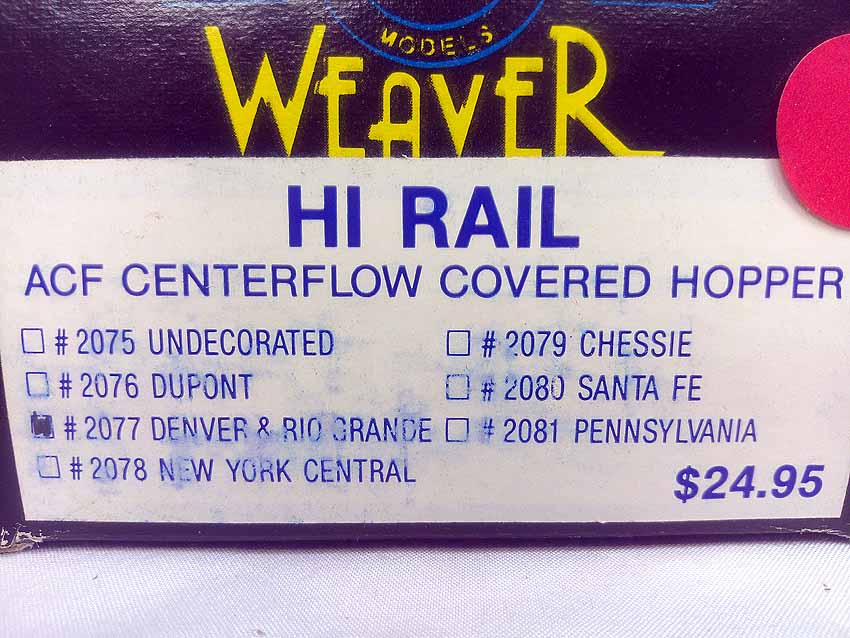 MODELS
WEAVER
HI RAIL
ACF CENTERFLOW COVERED HOPPER
# 2075 UNDECORATED
# 2076 DUPONT
# 2077 DENVER & RIO GRANDE
# 2078 NEW YORK CENTRAL
# 2079 CHESSIE
# 2080 SANTA FE
# 2081 PENNSYLVANIA
$24.95